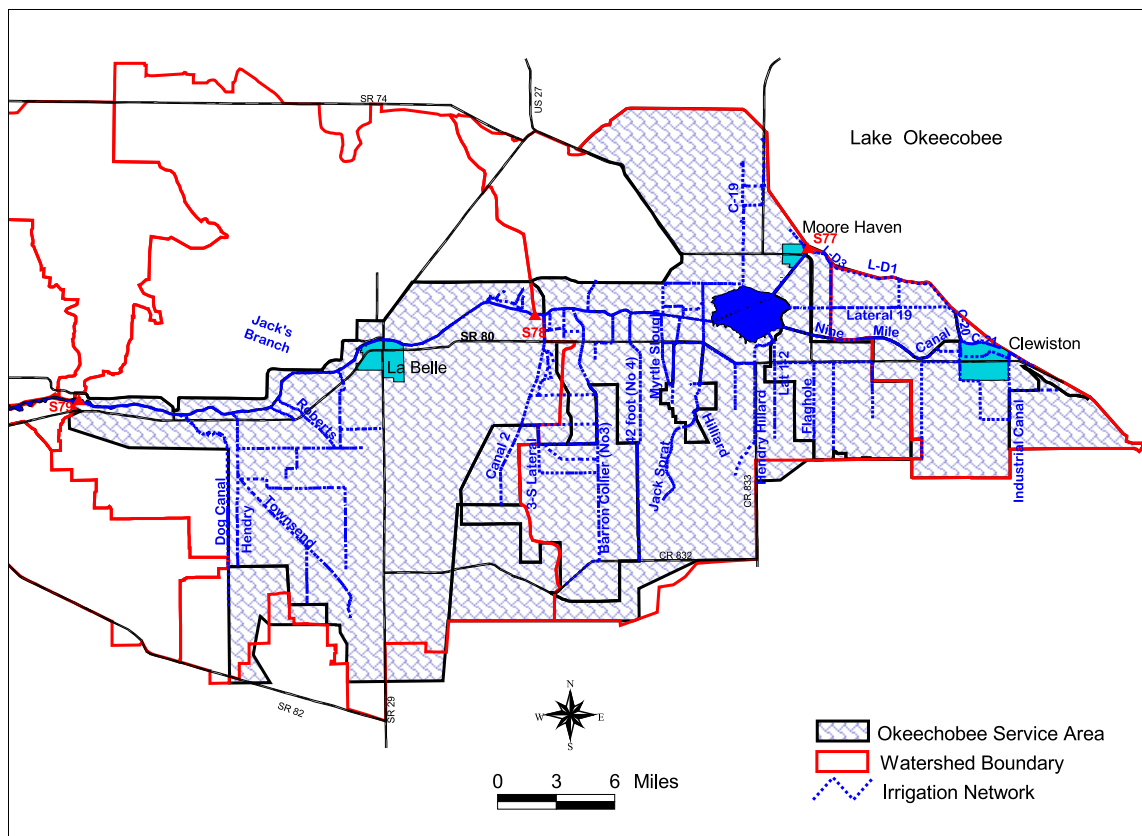 SR 74
US 27
Lake Okeecobee
C-19
Moore Haven
S77
L-D3
L-D1
Lateral 19
C-20
C-21
Nine Mile Canal
Clewiston
Jack's
Branch
S78
SR 80
La Belle
S79
Roberts
Myrtle Slough
Lat 112
Flaghole
Hendry Hillard
Hilliard
Jack Sprat
42 foot (No 4)
Barron Collier (No3)
3-S Lateral
Canal 2
Industrial Canal
CR 833
CR 832
Dog Canal
Hendry
Townsend
SR 82
SR 29
N
W E
S
0 3 6 Miles
Okeechobee Service Area
Watershed Boundary
Irrigation Network